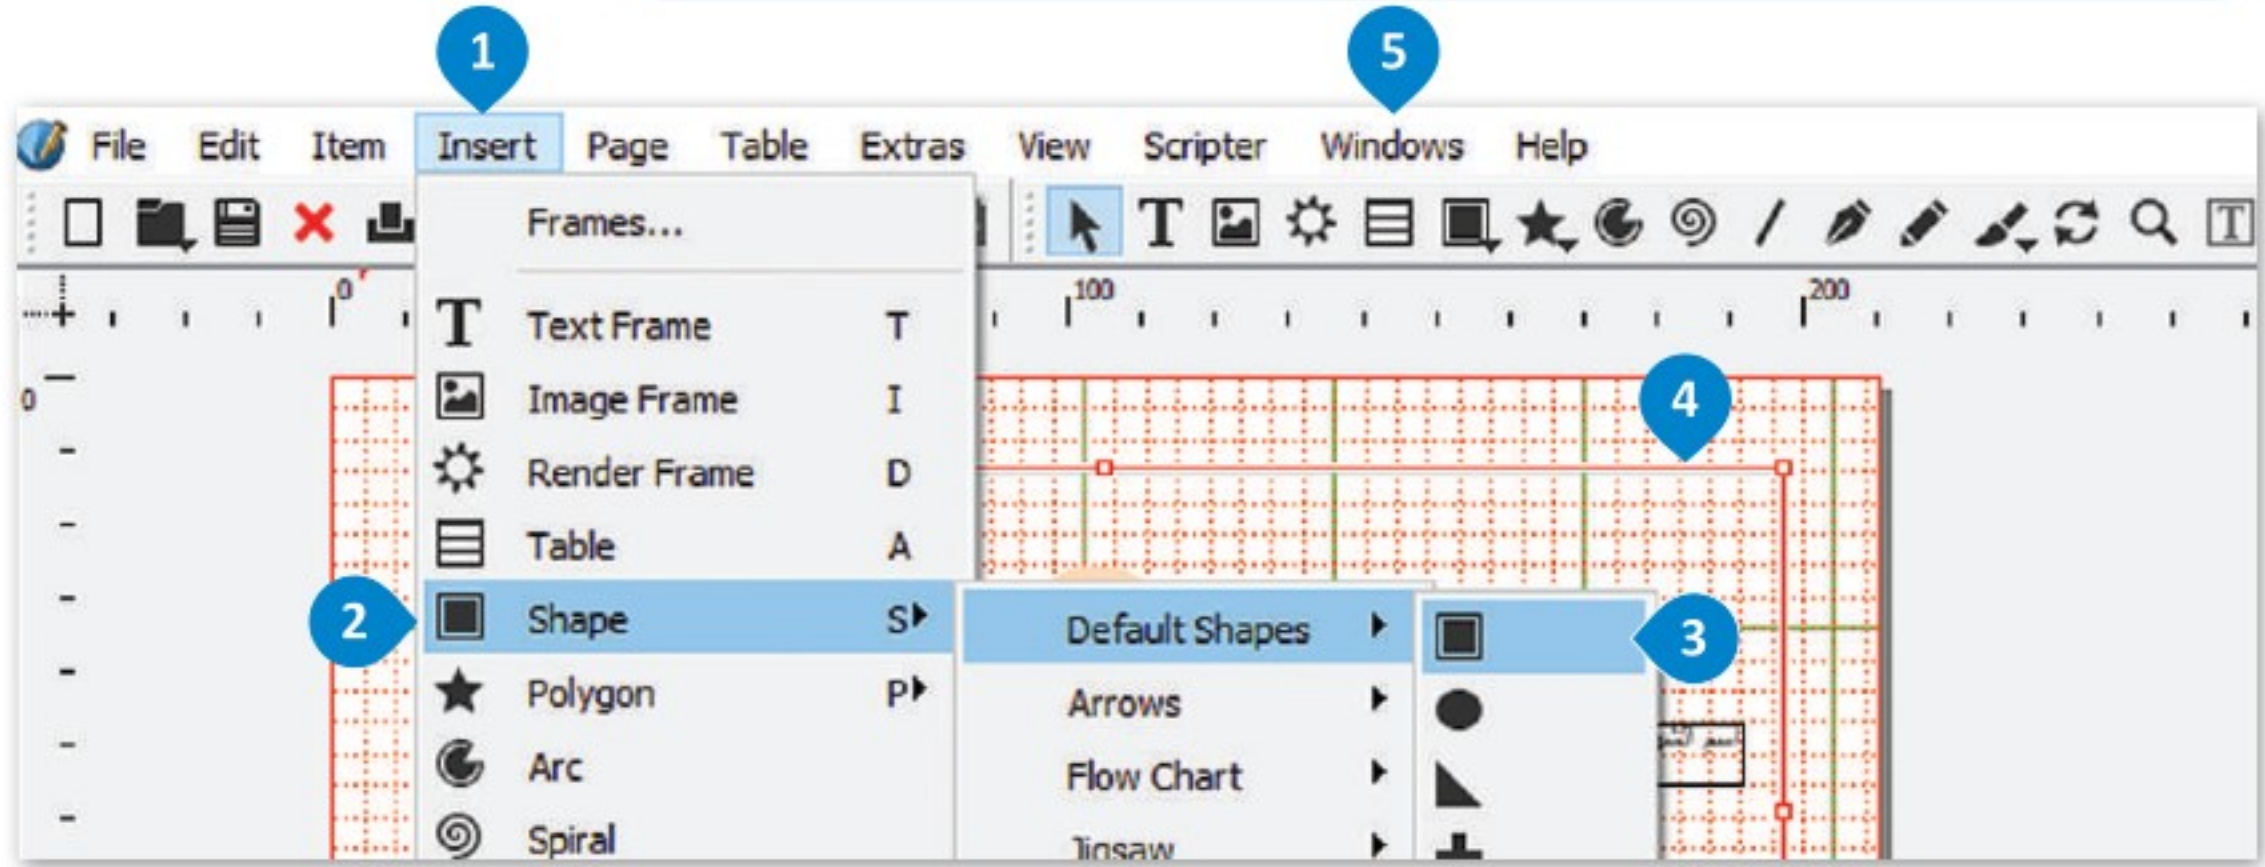 1 5
File Edit Item Insert Page Table Extras View Scripter Windows Help
Frames...
0 100 200
Text Frame T
Image Frame I
Render Frame D
Table A
Shape S
Polygon P
Arc
Spiral
0
4
2
Default Shapes
Arrows
Flow Chart
Jigsaw
3
اسم